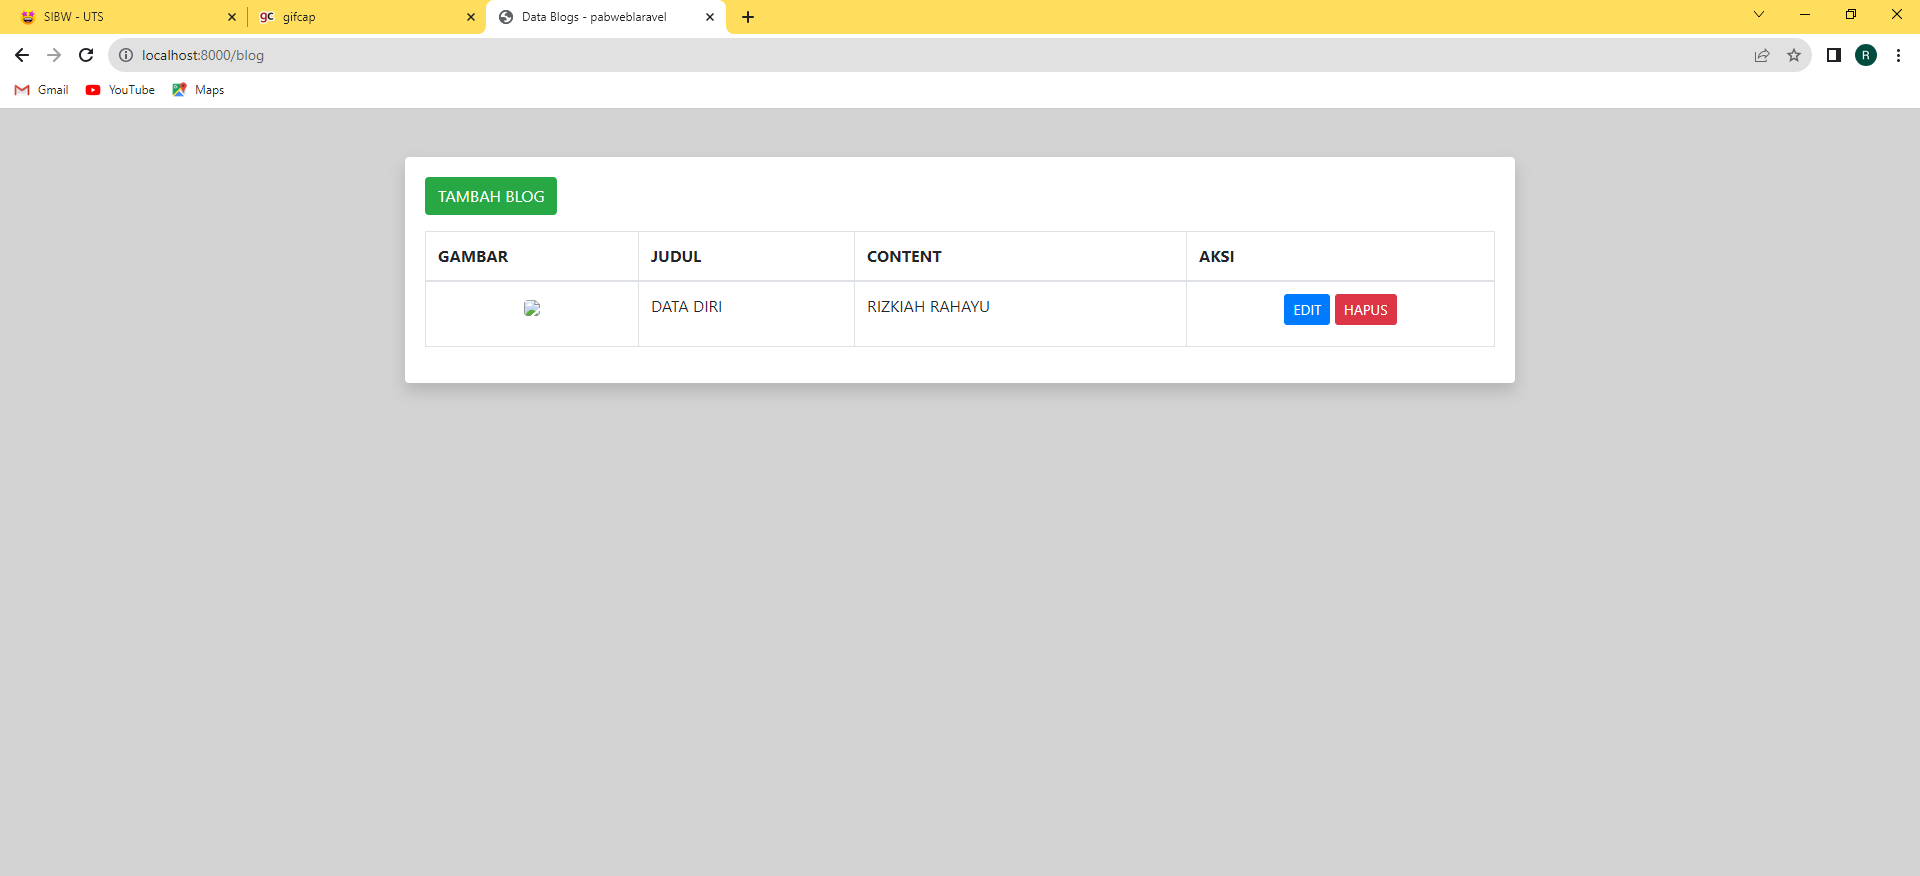 SIBW - UTS
gifcap
Data Blogs - pabweblaravel
localhost:8000/blog
R
Gmail
YouTube
Maps
TAMBAH BLOG
GAMBAR JUDUL CONTENT AKSI
DATA DIRI RIZKIAH RAHAYU EDIT HAPUS